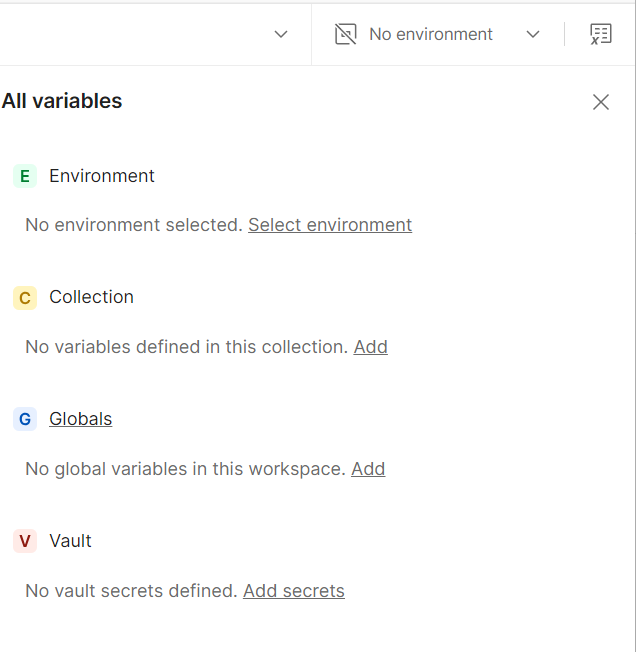 No environment
All variables
E Environment
No environment selected. Select environment
C Collection
No variables defined in this collection. Add
G Globals
No global variables in this workspace. Add
V Vault
No vault secrets defined. Add secrets